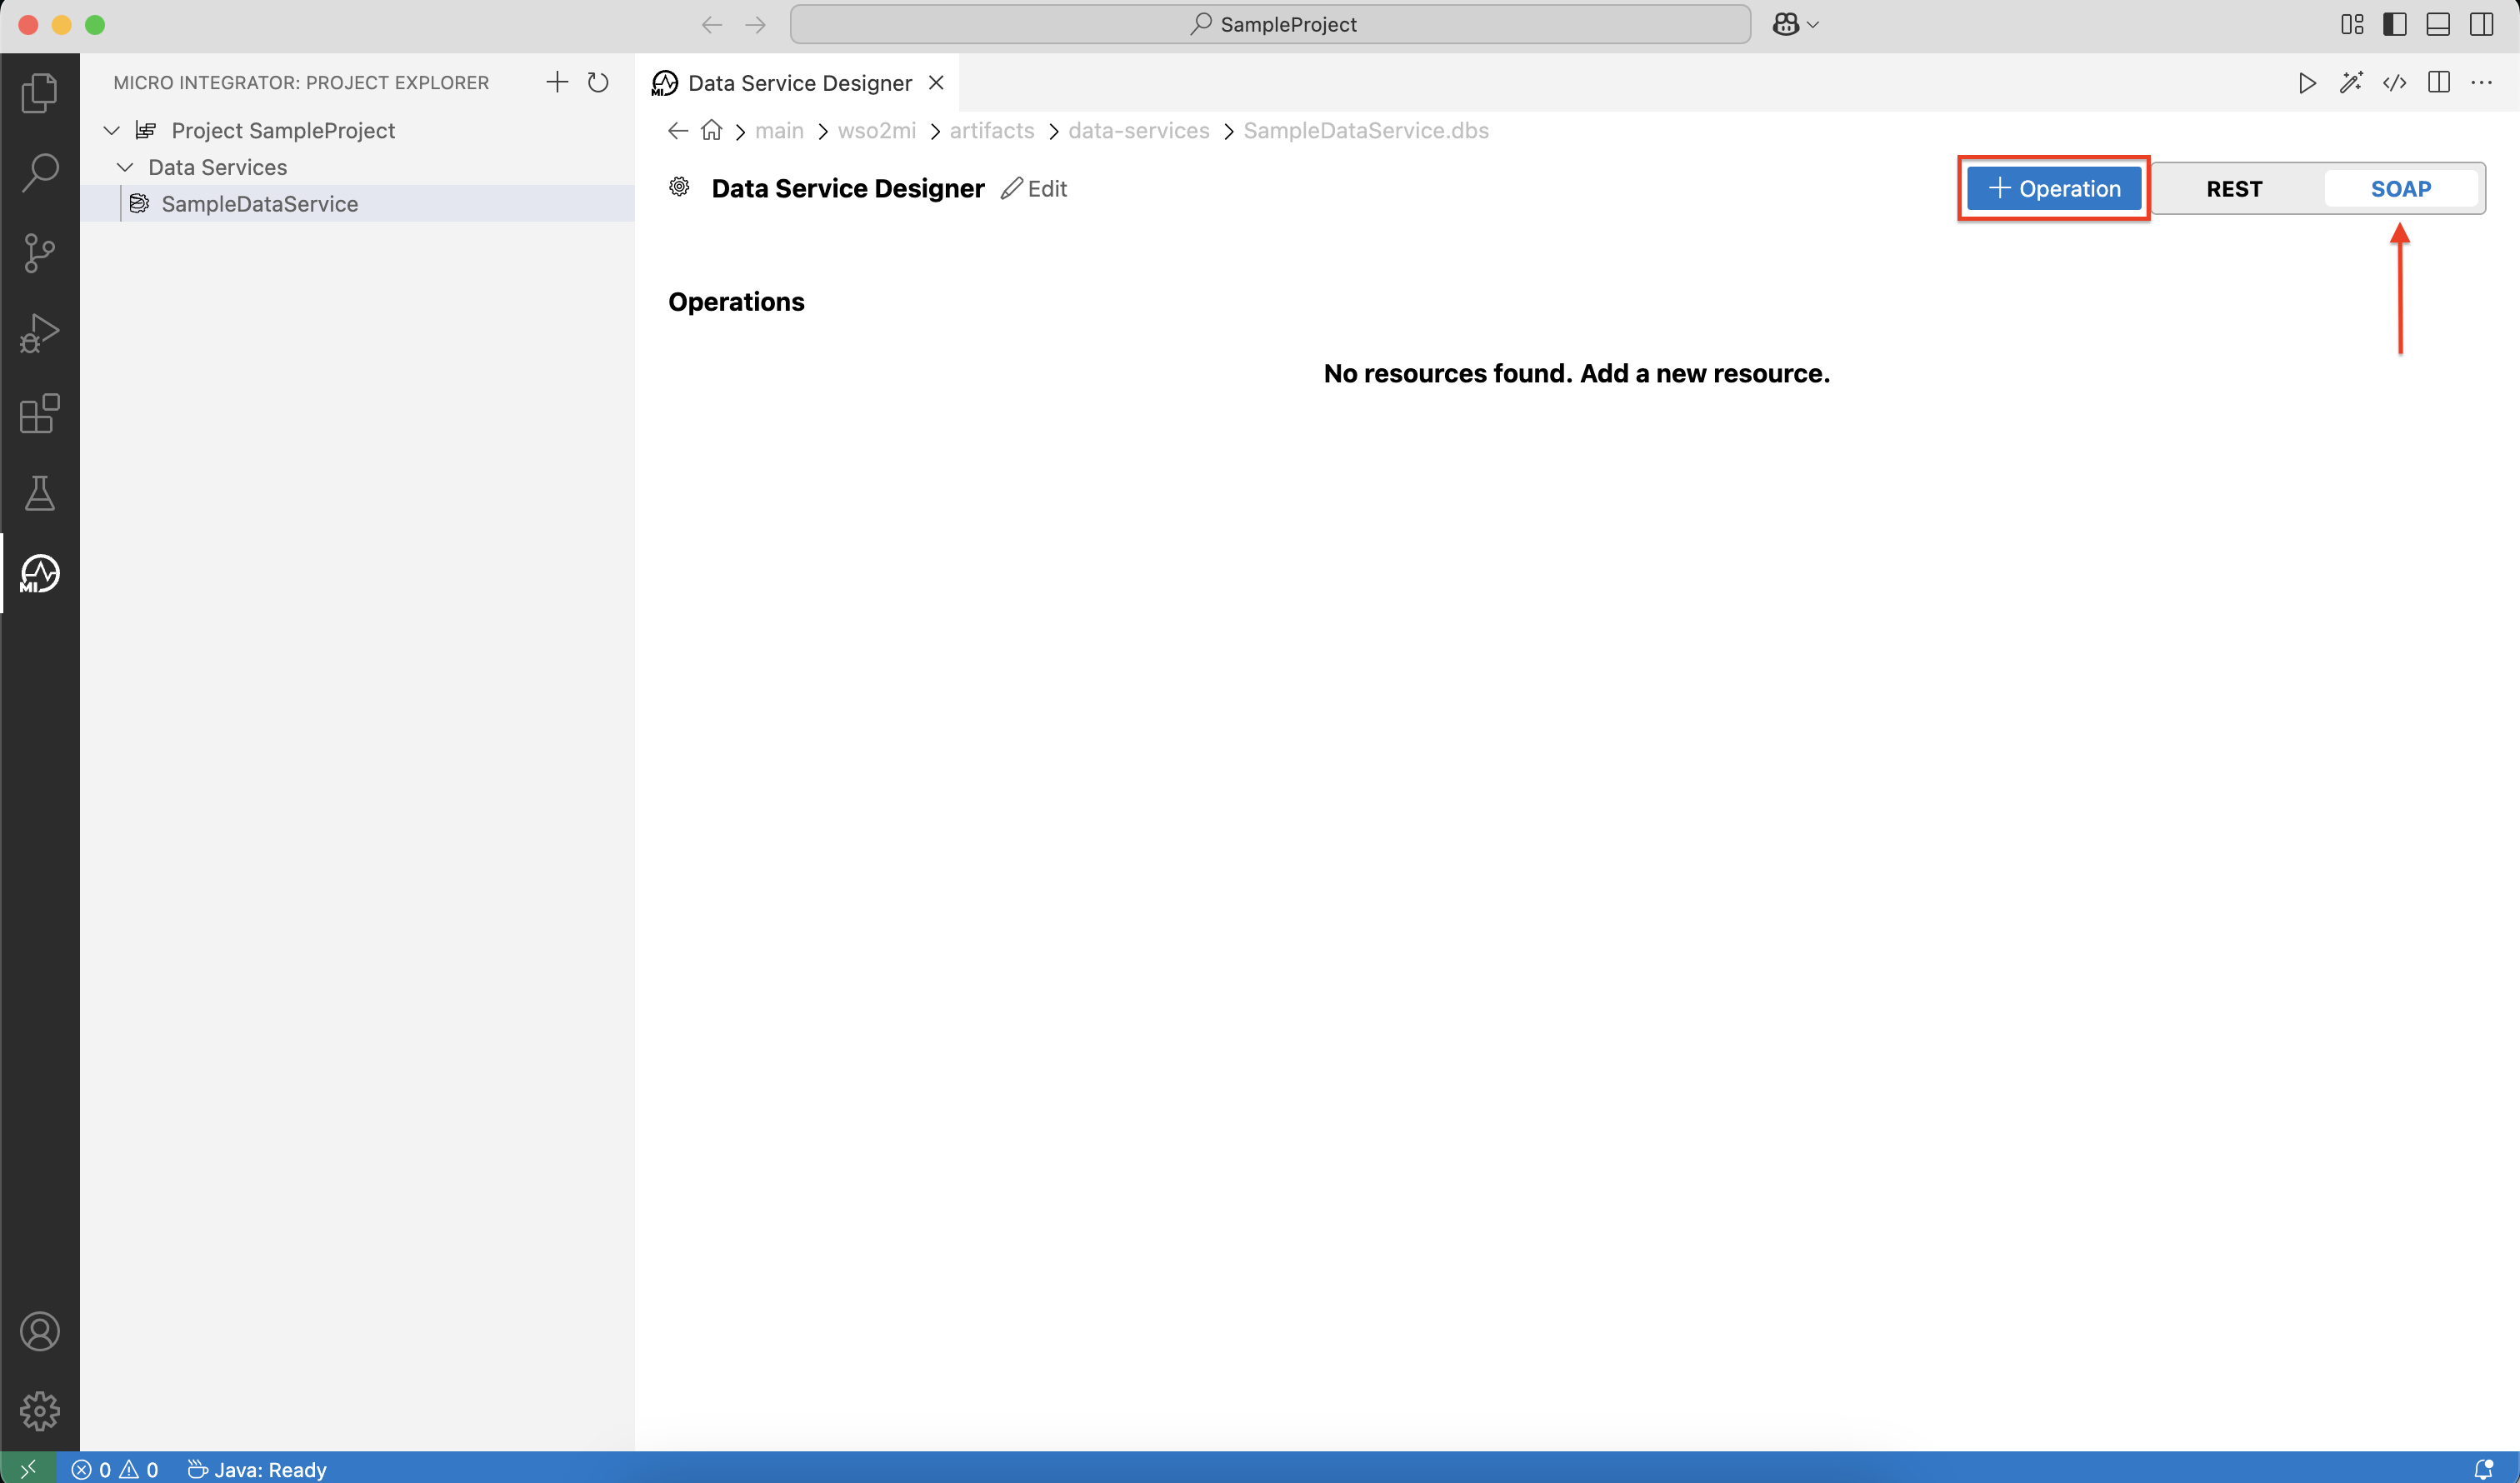 SampleProject
MICRO INTEGRATOR: PROJECT EXPLORER
Project SampleProject
Data Services
SampleDataService
Data Service Designer
main wso2mi artifacts data-services SampleDataService.dbs
Data Service Designer Edit
Operation REST SOAP
Operations
No resources found. Add a new resource.
MI
0 0 Java: Ready